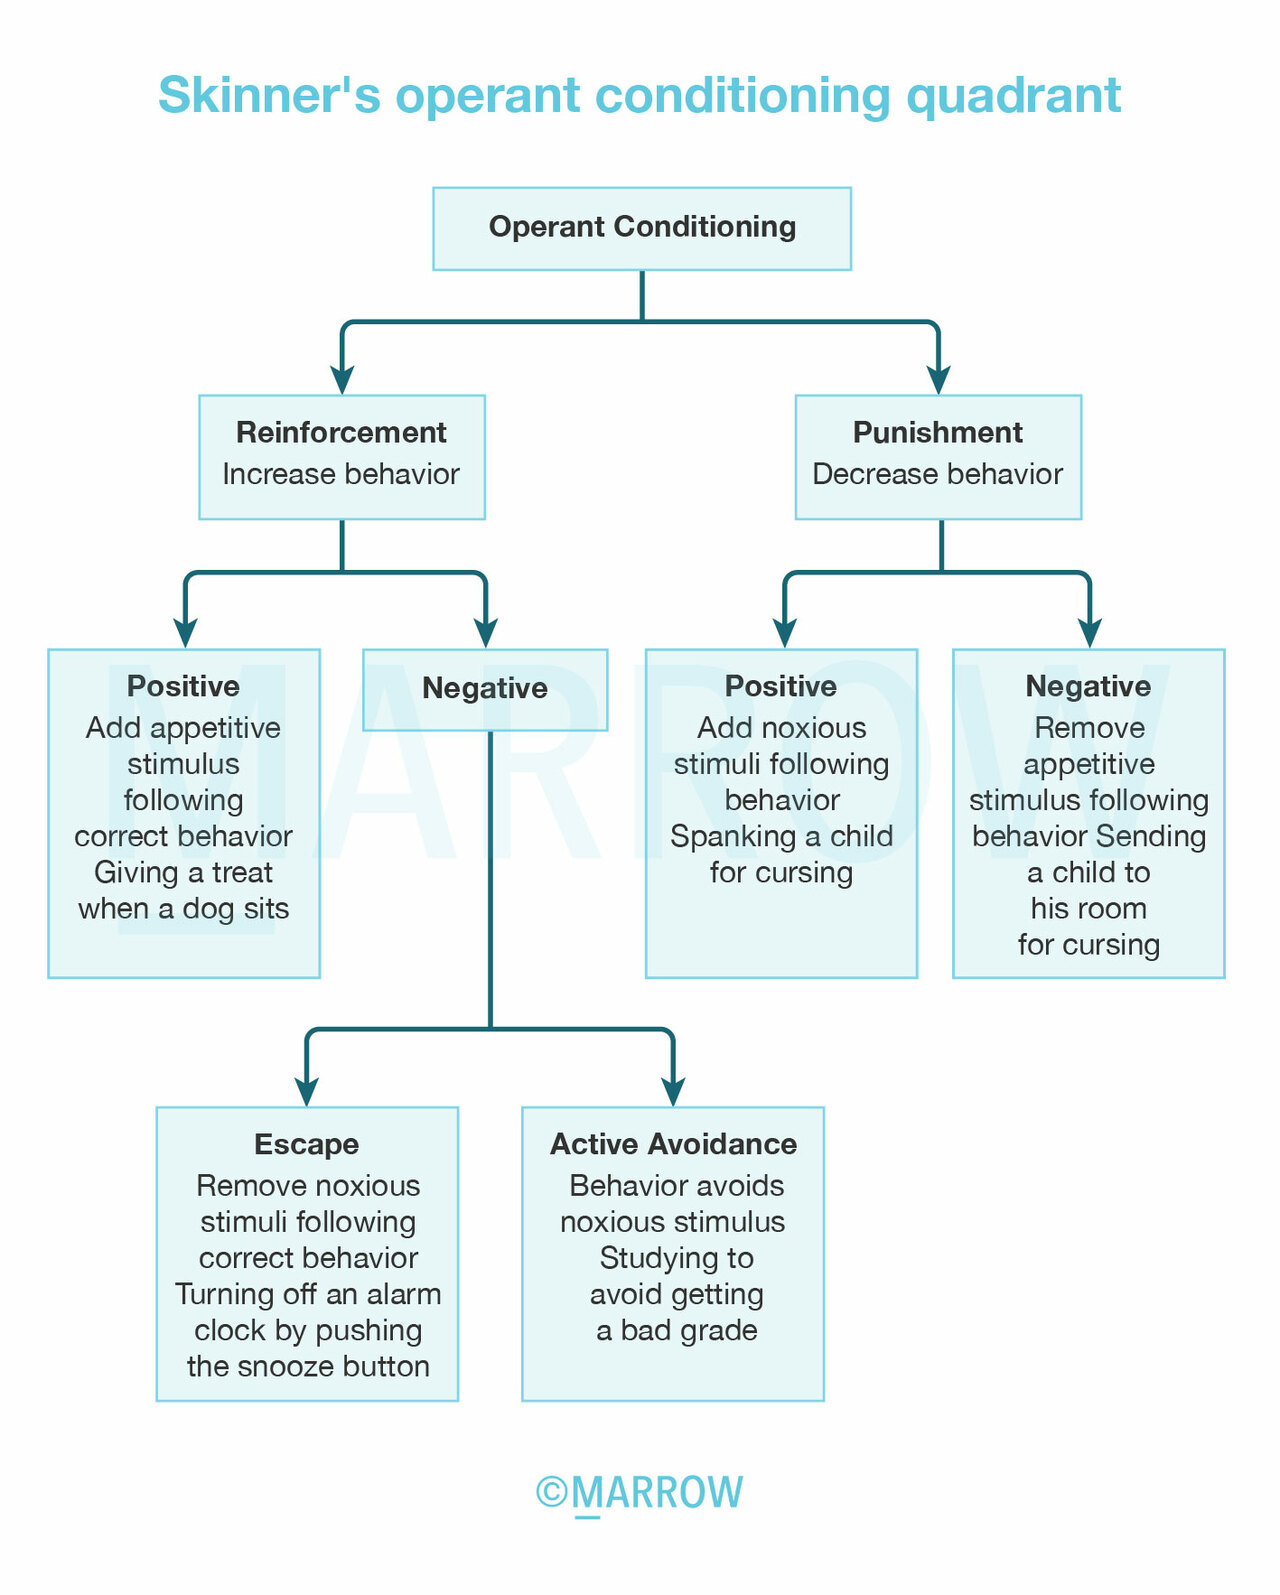 Skinner's operant conditioning quadrant
Operant Conditioning
Reinforcement
Increase behavior
Punishment
Decrease behavior
Positive
Add appetitive
stimulus
following
correct behavior
Giving a treat
when a dog sits
Negative
Positive
Add noxious
stimuli following
behavior
Spanking a child
for cursing
Negative
Remove
appetitive
stimulus following
behavior Sending
a child to
his room
for cursing
Escape
Remove noxious
stimuli following
correct behavior
Turning off an alarm
clock by pushing
the snooze button
Active Avoidance
Behavior avoids
noxious stimulus
Studying to
avoid getting
a bad grade
MARROW
©MARROW